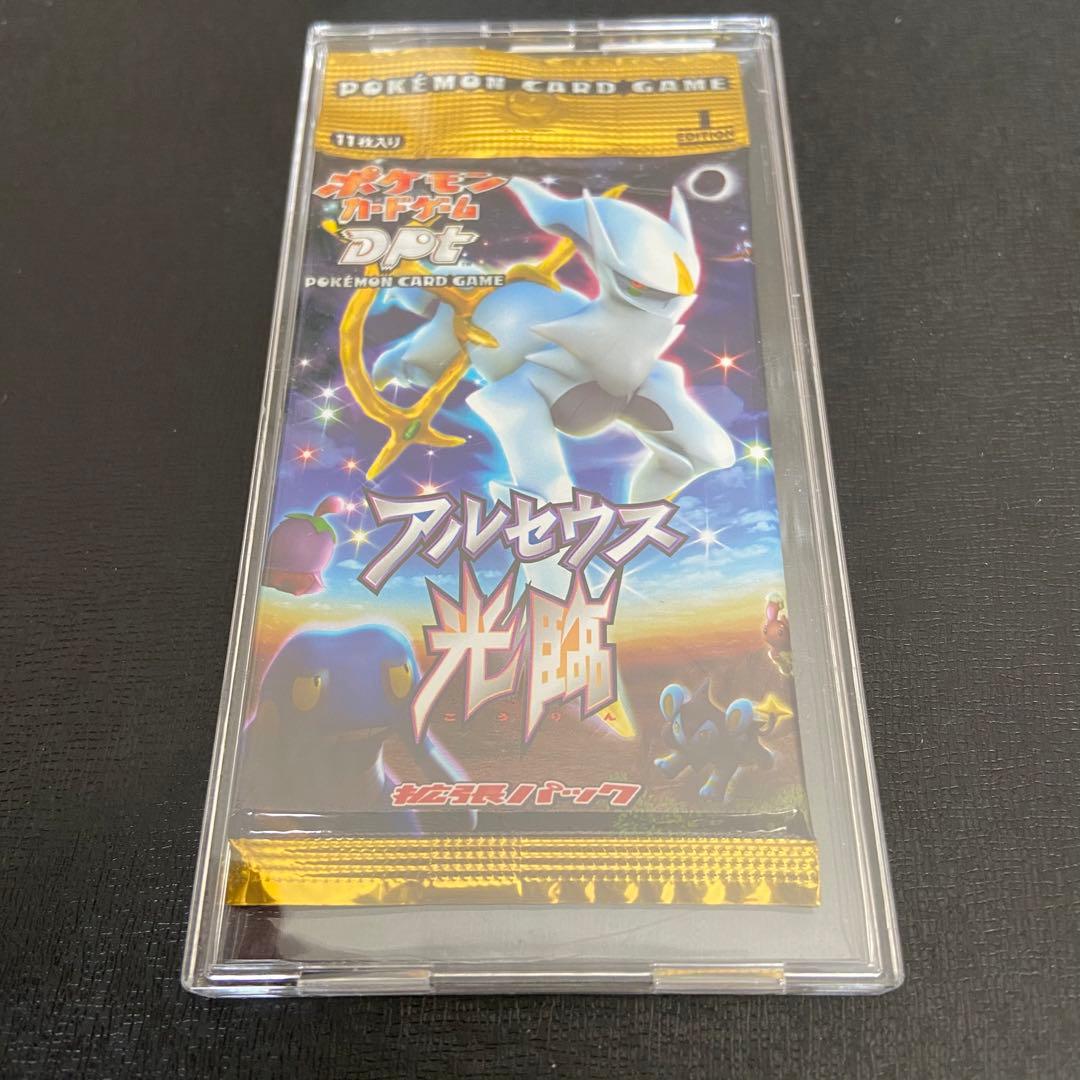 POKÉMON CARD GAME
11枚入り
1
EDITION
ポケモン
カードゲーム
DPt
POKÉMON CARD GAME
アルセウス
光臨
こうりん
拡張パック